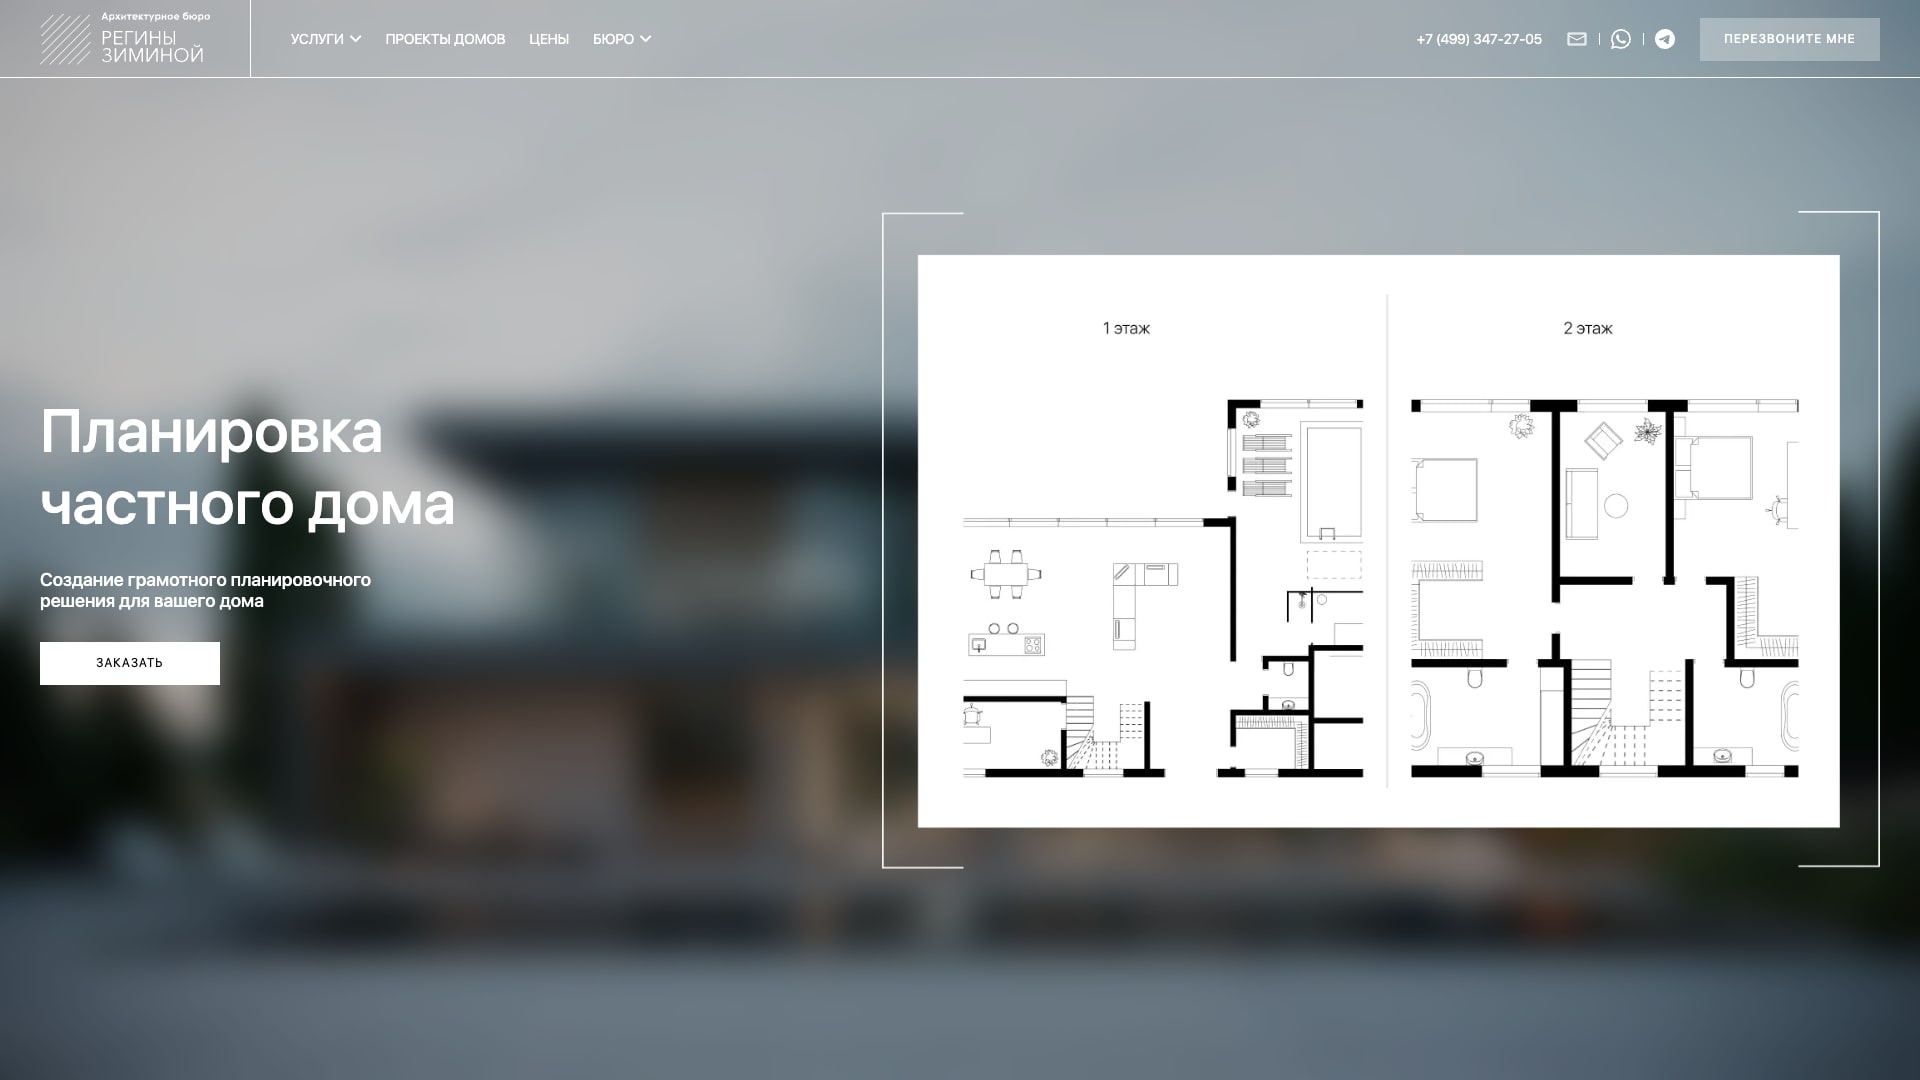 Архитектурное бюро
РЕГИНЫ
ЗИМИНОЙ
УСЛУГИ
ПРОЕКТЫ ДОМОВ
ЦЕНЫ
БЮРО
+7 (499) 347-27-05
ПЕРЕЗВОНИТЕ МНЕ
Планировка
частного дома
Создание грамотного планировочного
решения для вашего дома
ЗАКАЗАТЬ
1 этаж
2 этаж